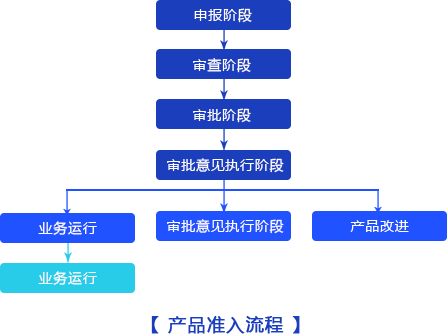 申报阶段
审查阶段
审批阶段
审批意见执行阶段
业务运行
审批意见执行阶段
产品改进
业务运行
【 产品准入流程 】